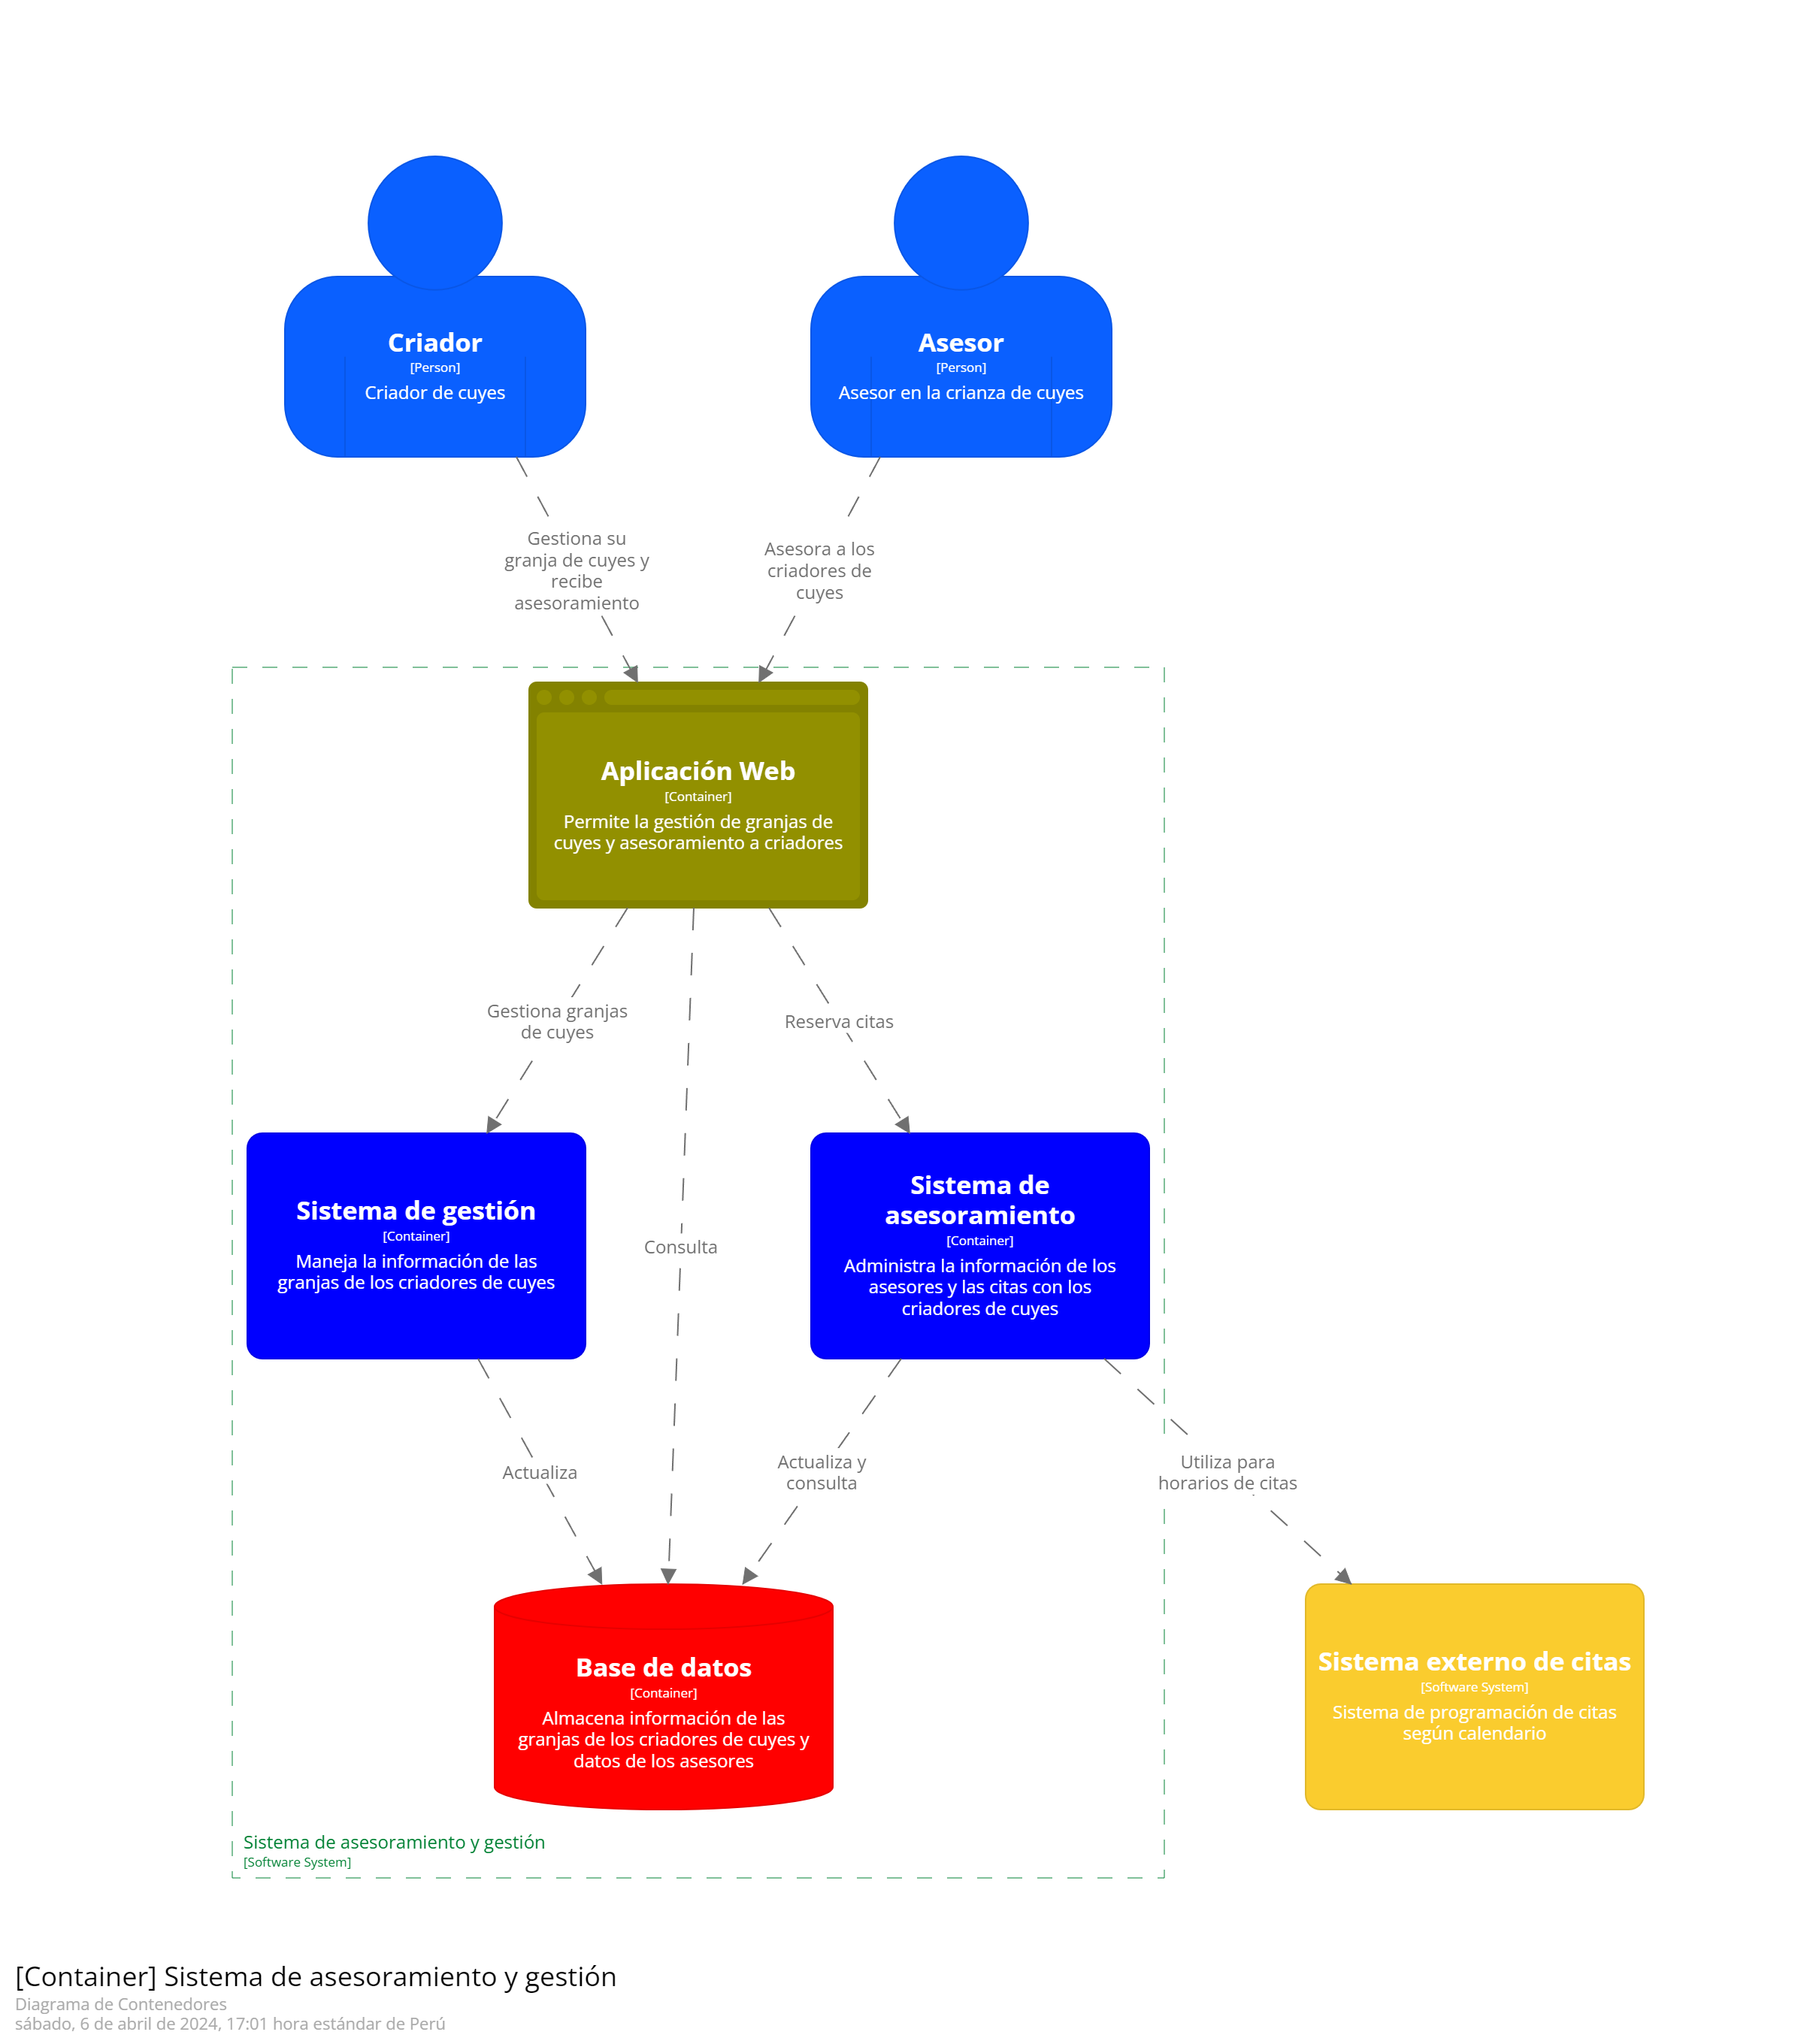 Criador
[Person]
Criador de cuyes
Asesor
[Person]
Asesor en la crianza de cuyes
Gestiona su
granja de cuyes y
recibe
asesoramiento
Asesora a los
criadores de
cuyes
Aplicación Web
[Container]
Permite la gestión de granjas de
cuyes y asesoramiento a criadores
Gestiona granjas
de cuyes
Reserva citas
Sistema de gestión
[Container]
Maneja la información de las
granjas de los criadores de cuyes
Consulta
Sistema de
asesoramiento
[Container]
Administra la información de los
asesores y las citas con los
criadores de cuyes
Actualiza
Actualiza y
consulta
Utiliza para
horarios de citas
Base de datos
[Container]
Almacena información de las
granjas de los criadores de cuyes y
datos de los asesores
Sistema externo de citas
[Software System]
Sistema de programación de citas
según calendario
Sistema de asesoramiento y gestión
[Software System]
[Container] Sistema de asesoramiento y gestión
Diagrama de Contenedores
sábado, 6 de abril de 2024, 17:01 hora estándar de Perú